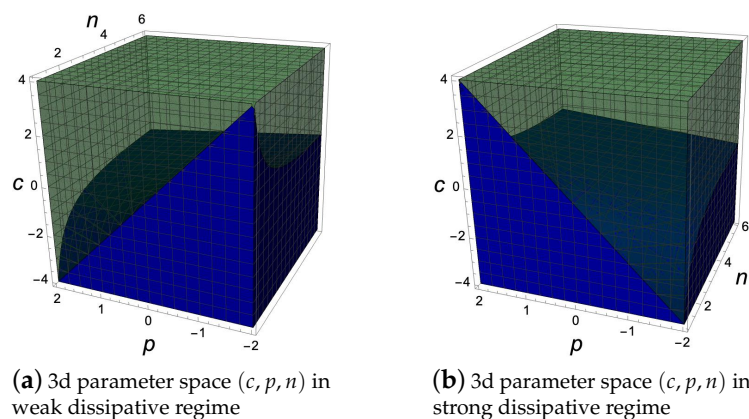 n
2
4
6
4
2
c 0
−2
−4
2
1
0
−1
−2
p
(a) 3d parameter space (c, p, n) in
weak dissipative regime
4
2
c 0
−2
−4
2
1
0
−1
−2
p
2
4
6
n
(b) 3d parameter space (c, p, n) in
strong dissipative regime